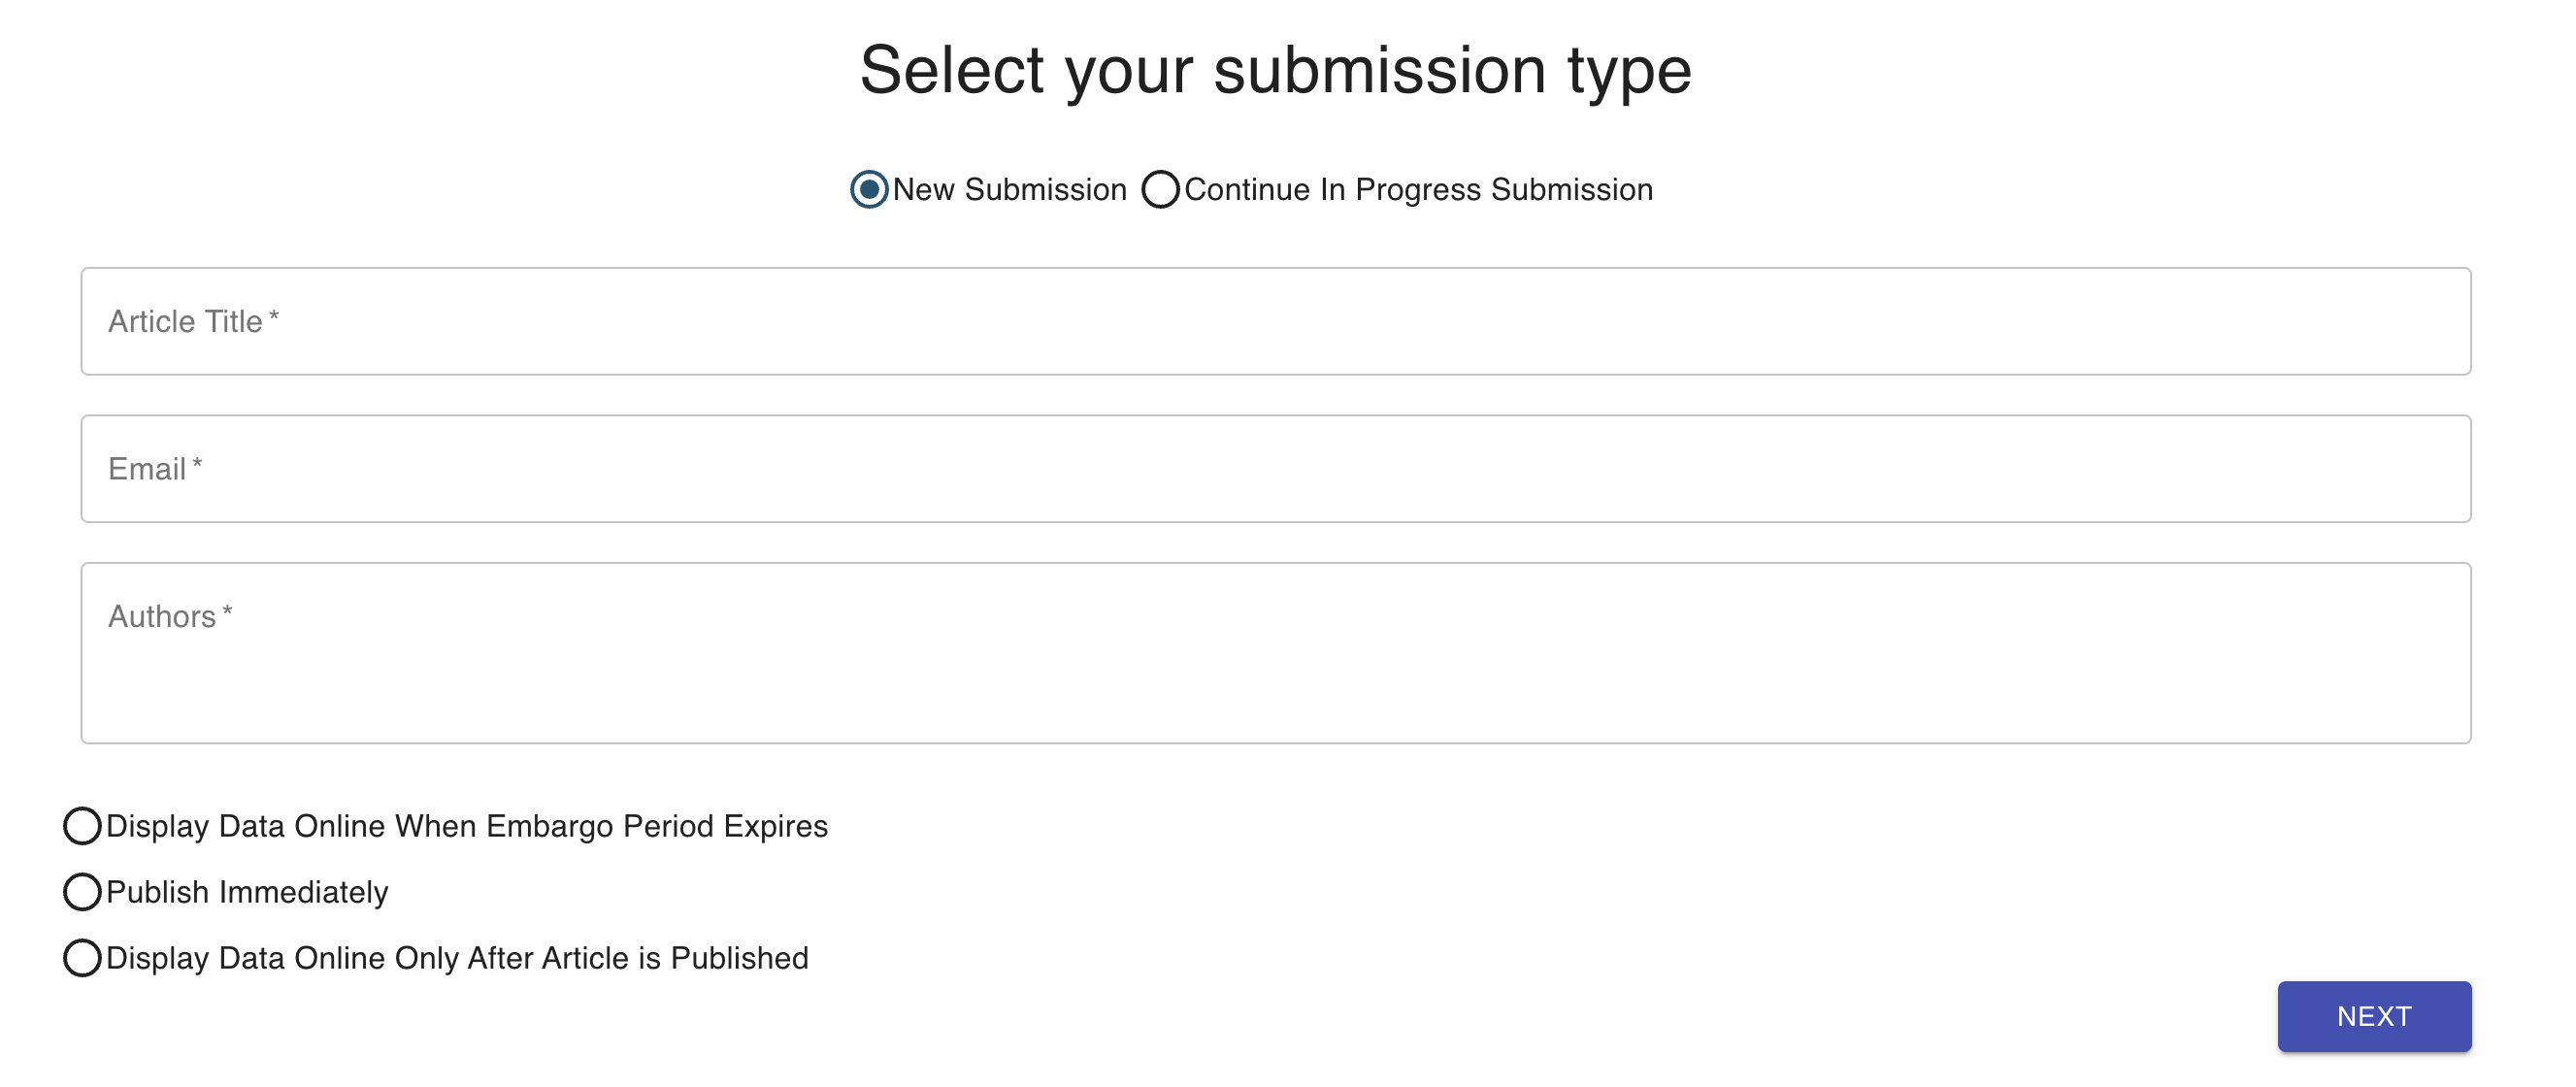 Select your submission type
New Submission Continue In Progress Submission
Article Title *
Email *
Authors *
Display Data Online When Embargo Period Expires
Publish Immediately
Display Data Online Only After Article is Published
NEXT